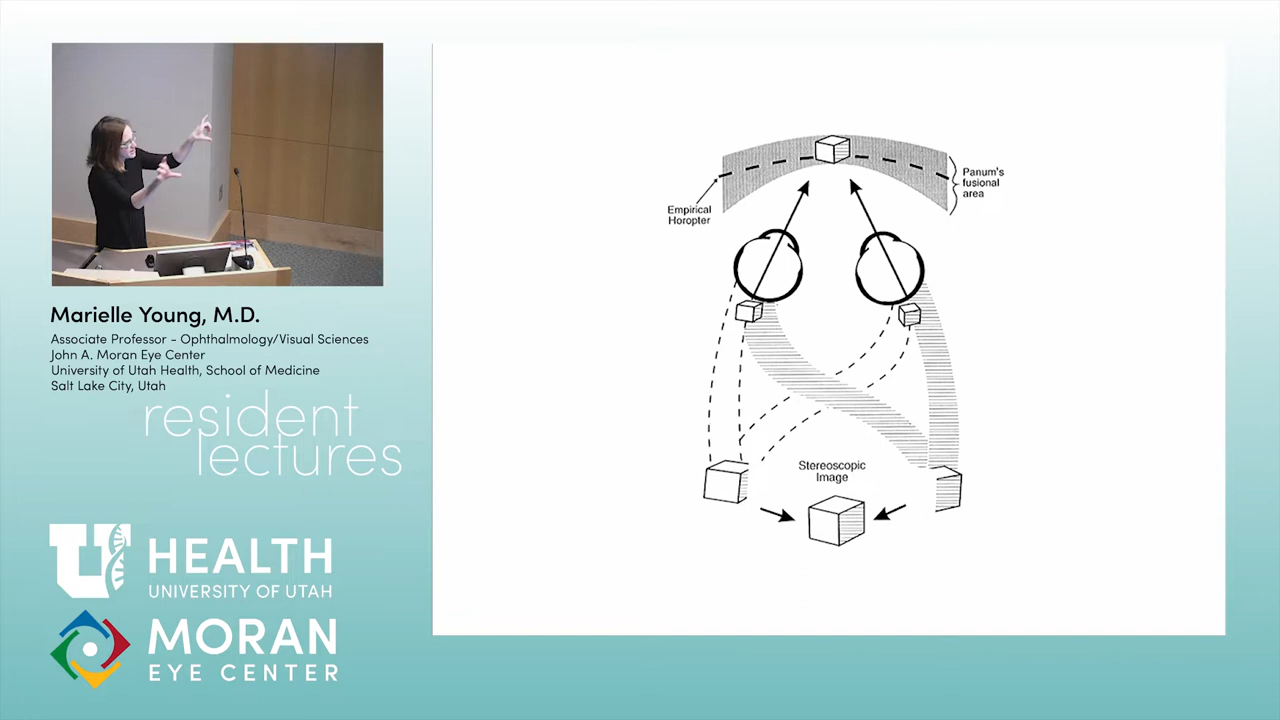 Marielle Young, M.D.
Associate Professor - Ophthalmology/Visual Sciences
John A. Moran Eye Center
University of Utah Health, School of Medicine
Salt Lake City, Utah
resident
lectures
U HEALTH
UNIVERSITY OF UTAH
MORAN
EYE CENTER
Empirical
Horopter
Panum's
fusional
area
Stereoscopic
Image